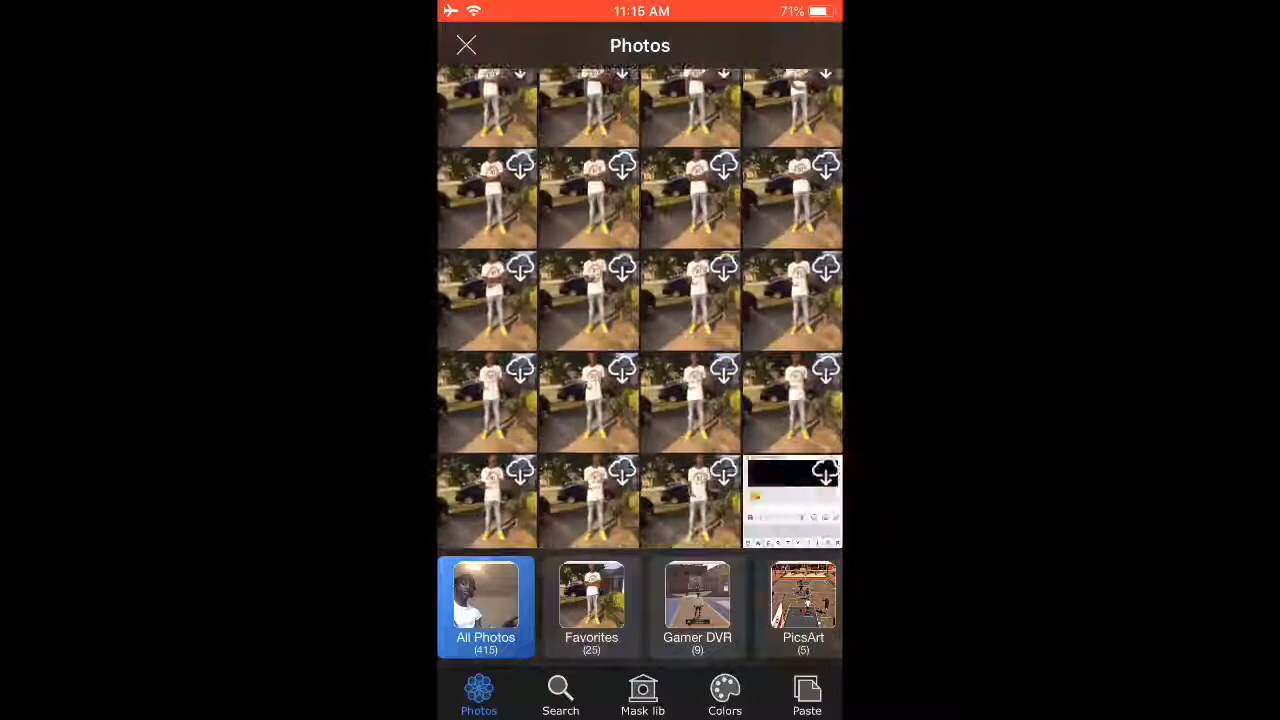 11:15 AM
71%
Photos
All Photos
(415)
Favorites
(25)
Gamer DVR
(9)
PicsArt
(5)
Photos
Search
Mask lib
Colors
Paste